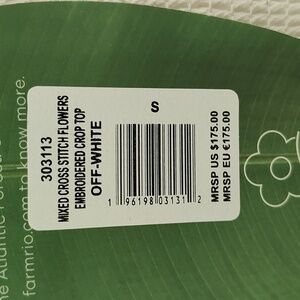 303113
MIXED CROSS STITCH FLOWERS
EMBROIDERED CROP TOP
OFF-WHITE
S
1 96198 03131 2
MRSP US $175.00
MRSP EU €175.00
e Atlantic
farmrio.com to know more.